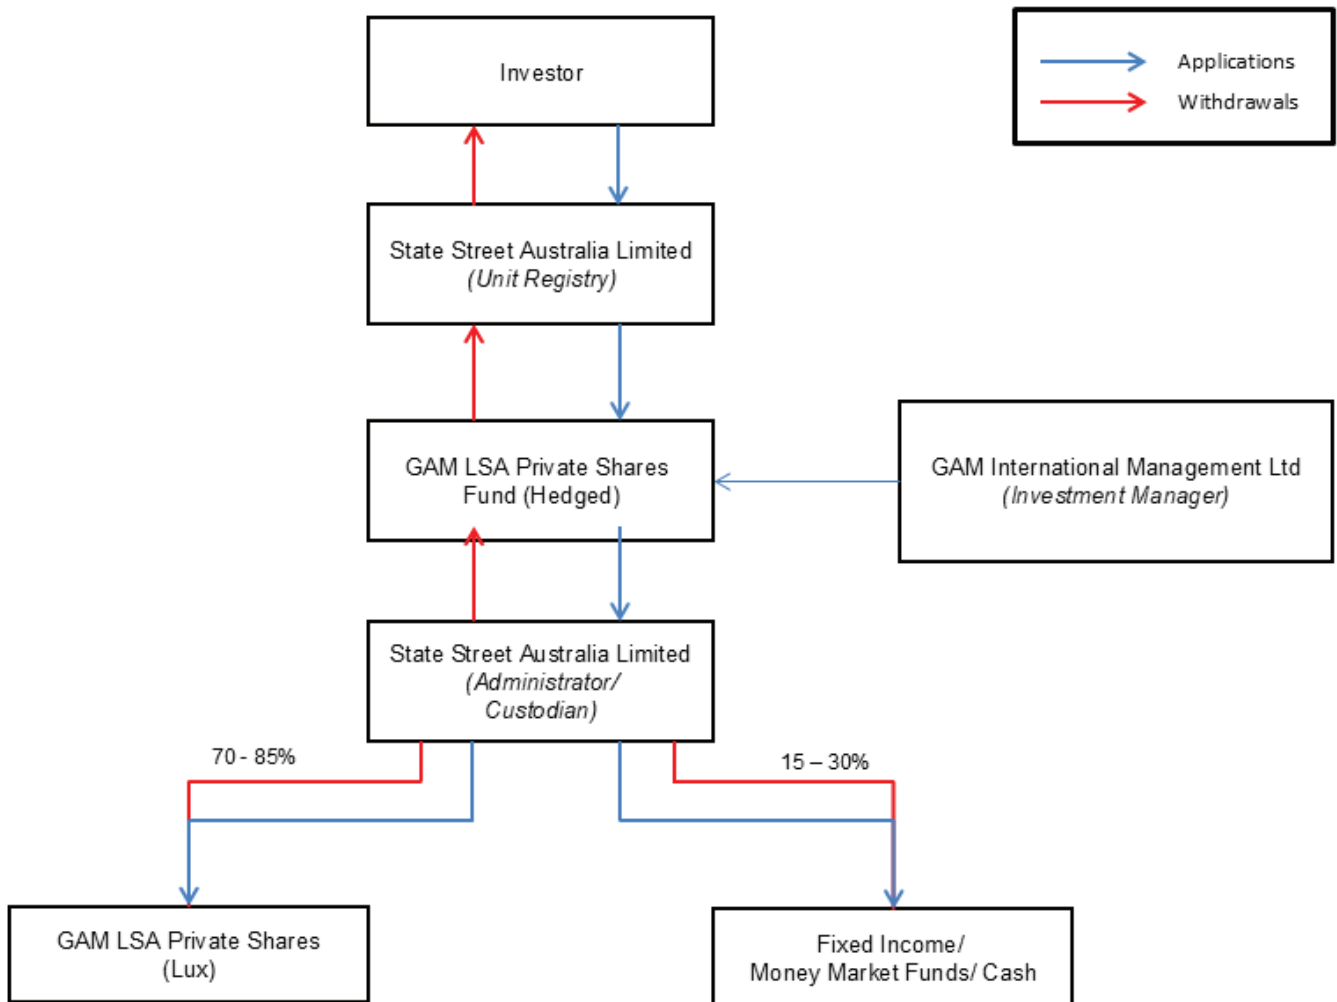 Investor
Applications
Withdrawals
State Street Australia Limited
(Unit Registry)
GAM LSA Private Shares
Fund (Hedged)
GAM International Management Ltd
(Investment Manager)
State Street Australia Limited
(Administrator/
Custodian)
70 - 85%
15 – 30%
GAM LSA Private Shares
(Lux)
Fixed Income/
Money Market Funds/ Cash